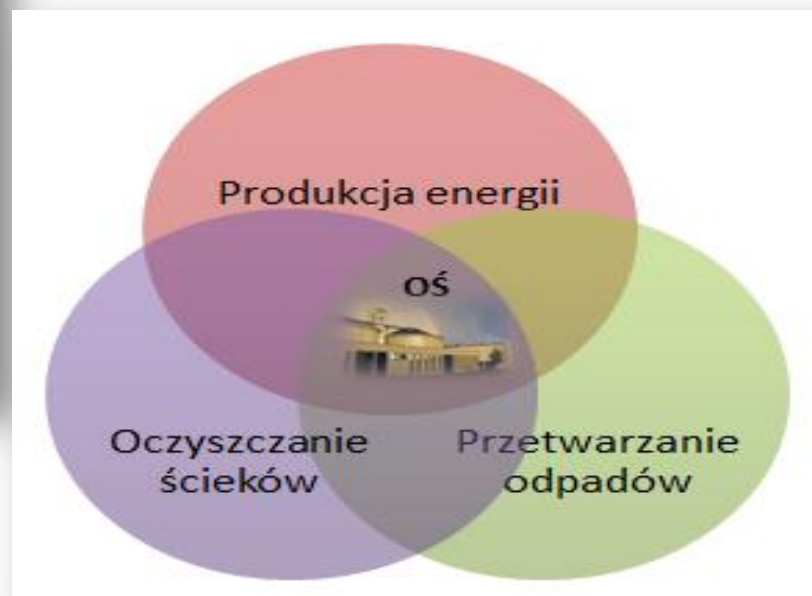 Produkcja energii
oś
Oczyszczanie
ścieków
Przetwarzanie
odpadów